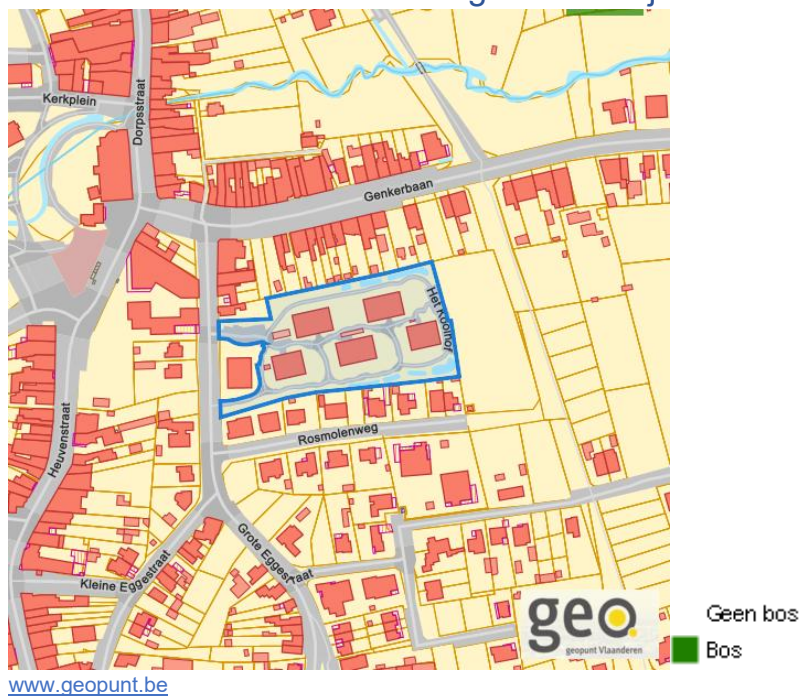 Kerkplein
Dorpsstraat
Genkerbaan
Het Koolhof
Rosmolenweg
Heuvenstraat
Grote Eggestraat
Kleine Eggestraat
geo
geopunt Vlaanderen
Geen bos
Bos
www.geopunt.be